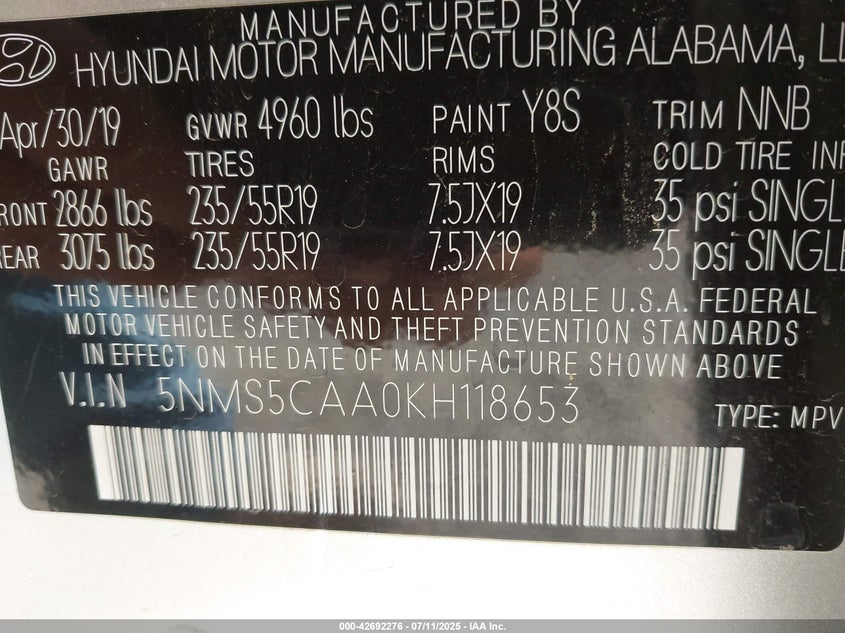 MANUFACTURED BY
HYUNDAI MOTOR MANUFACTURING ALABAMA, LL
Apr/30/19 GVWR 4960 lbs PAINT Y8S TRIM NNB
GAWR TIRES RIMS COLD TIRE INF
FRONT 2866 lbs 235/55R19 7.5JX19 35 psi SINGL
REAR 3075 lbs 235/55R19 7.5JX19 35 psi SINGLE
THIS VEHICLE CONFORMS TO ALL APPLICABLE U.S.A. FEDERAL
MOTOR VEHICLE SAFETY AND THEFT PREVENTION STANDARDS
IN EFFECT ON THE DATE OF MANUFACTURE SHOWN ABOVE
V.I.N 5NMS5CAA0KH118653 TYPE: MPV
000-42692276 - 07/11/2025 - IAA Inc.